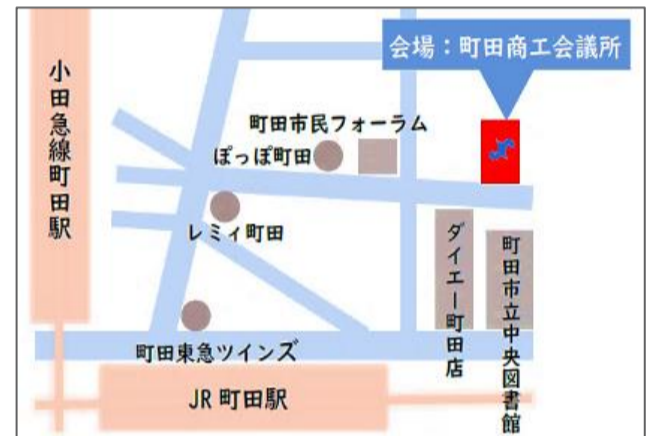 会場：町田商工会議所
小田急線町田駅
町田市民フォーラム
ぽっぽ町田
レミィ町田
ダイエー町田店
町田市立中央図書館
町田東急ツインズ
JR 町田駅